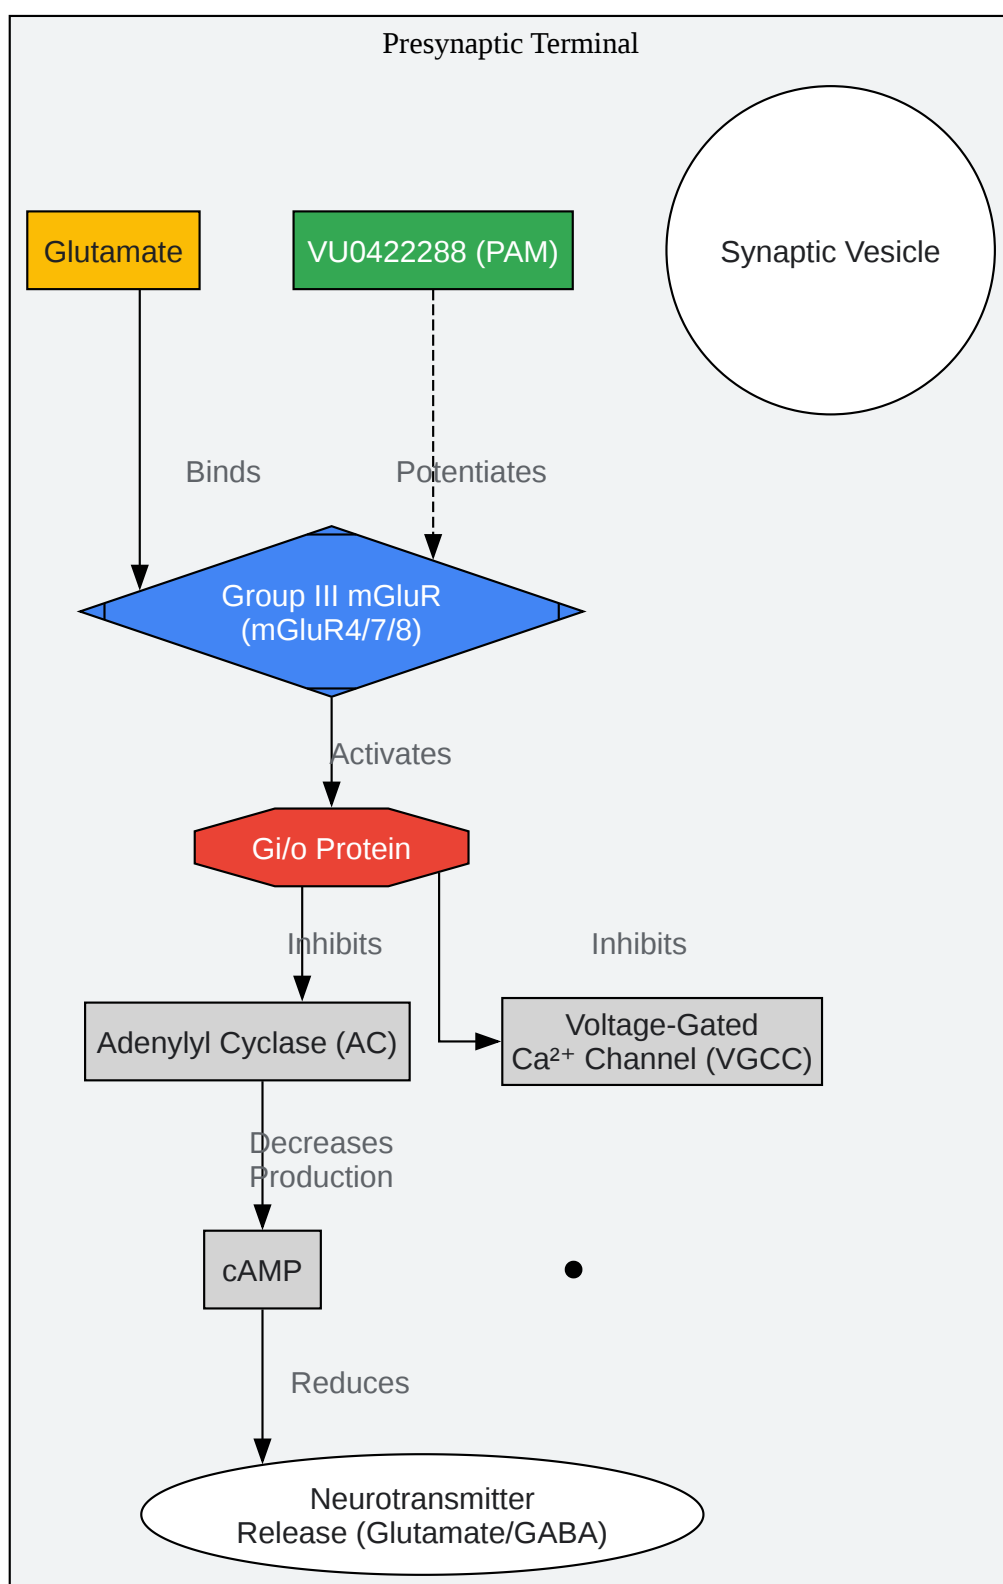 Presynaptic Terminal
Glutamate
VU0422288 (PAM)
Synaptic Vesicle
Binds
Potentiates
Group III mGluR
(mGluR4/7/8)
Activates
Gi/o Protein
Inhibits
Inhibits
Adenylyl Cyclase (AC)
Voltage-Gated
Ca²⁺ Channel (VGCC)
Decreases
Production
cAMP
Reduces
Neurotransmitter
Release (Glutamate/GABA)